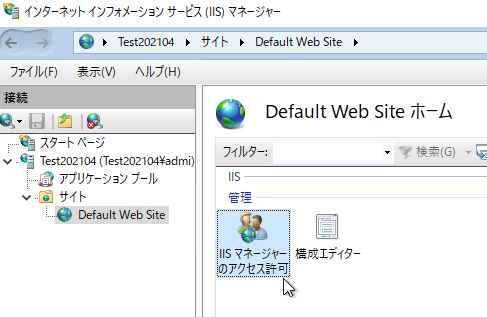 インターネット インフォメーション サービス (IIS) マネージャー
Test202104 サイト Default Web Site
ファイル(F) 表示(V) ヘルプ(H)
接続
スタート ページ
Test202104 (Test202104¥admi)
アプリケーション プール
サイト
Default Web Site
Default Web Site ホーム
フィルター: 検索(G)
IIS
管理
IIS マネージャー
のアクセス許可
構成エディター